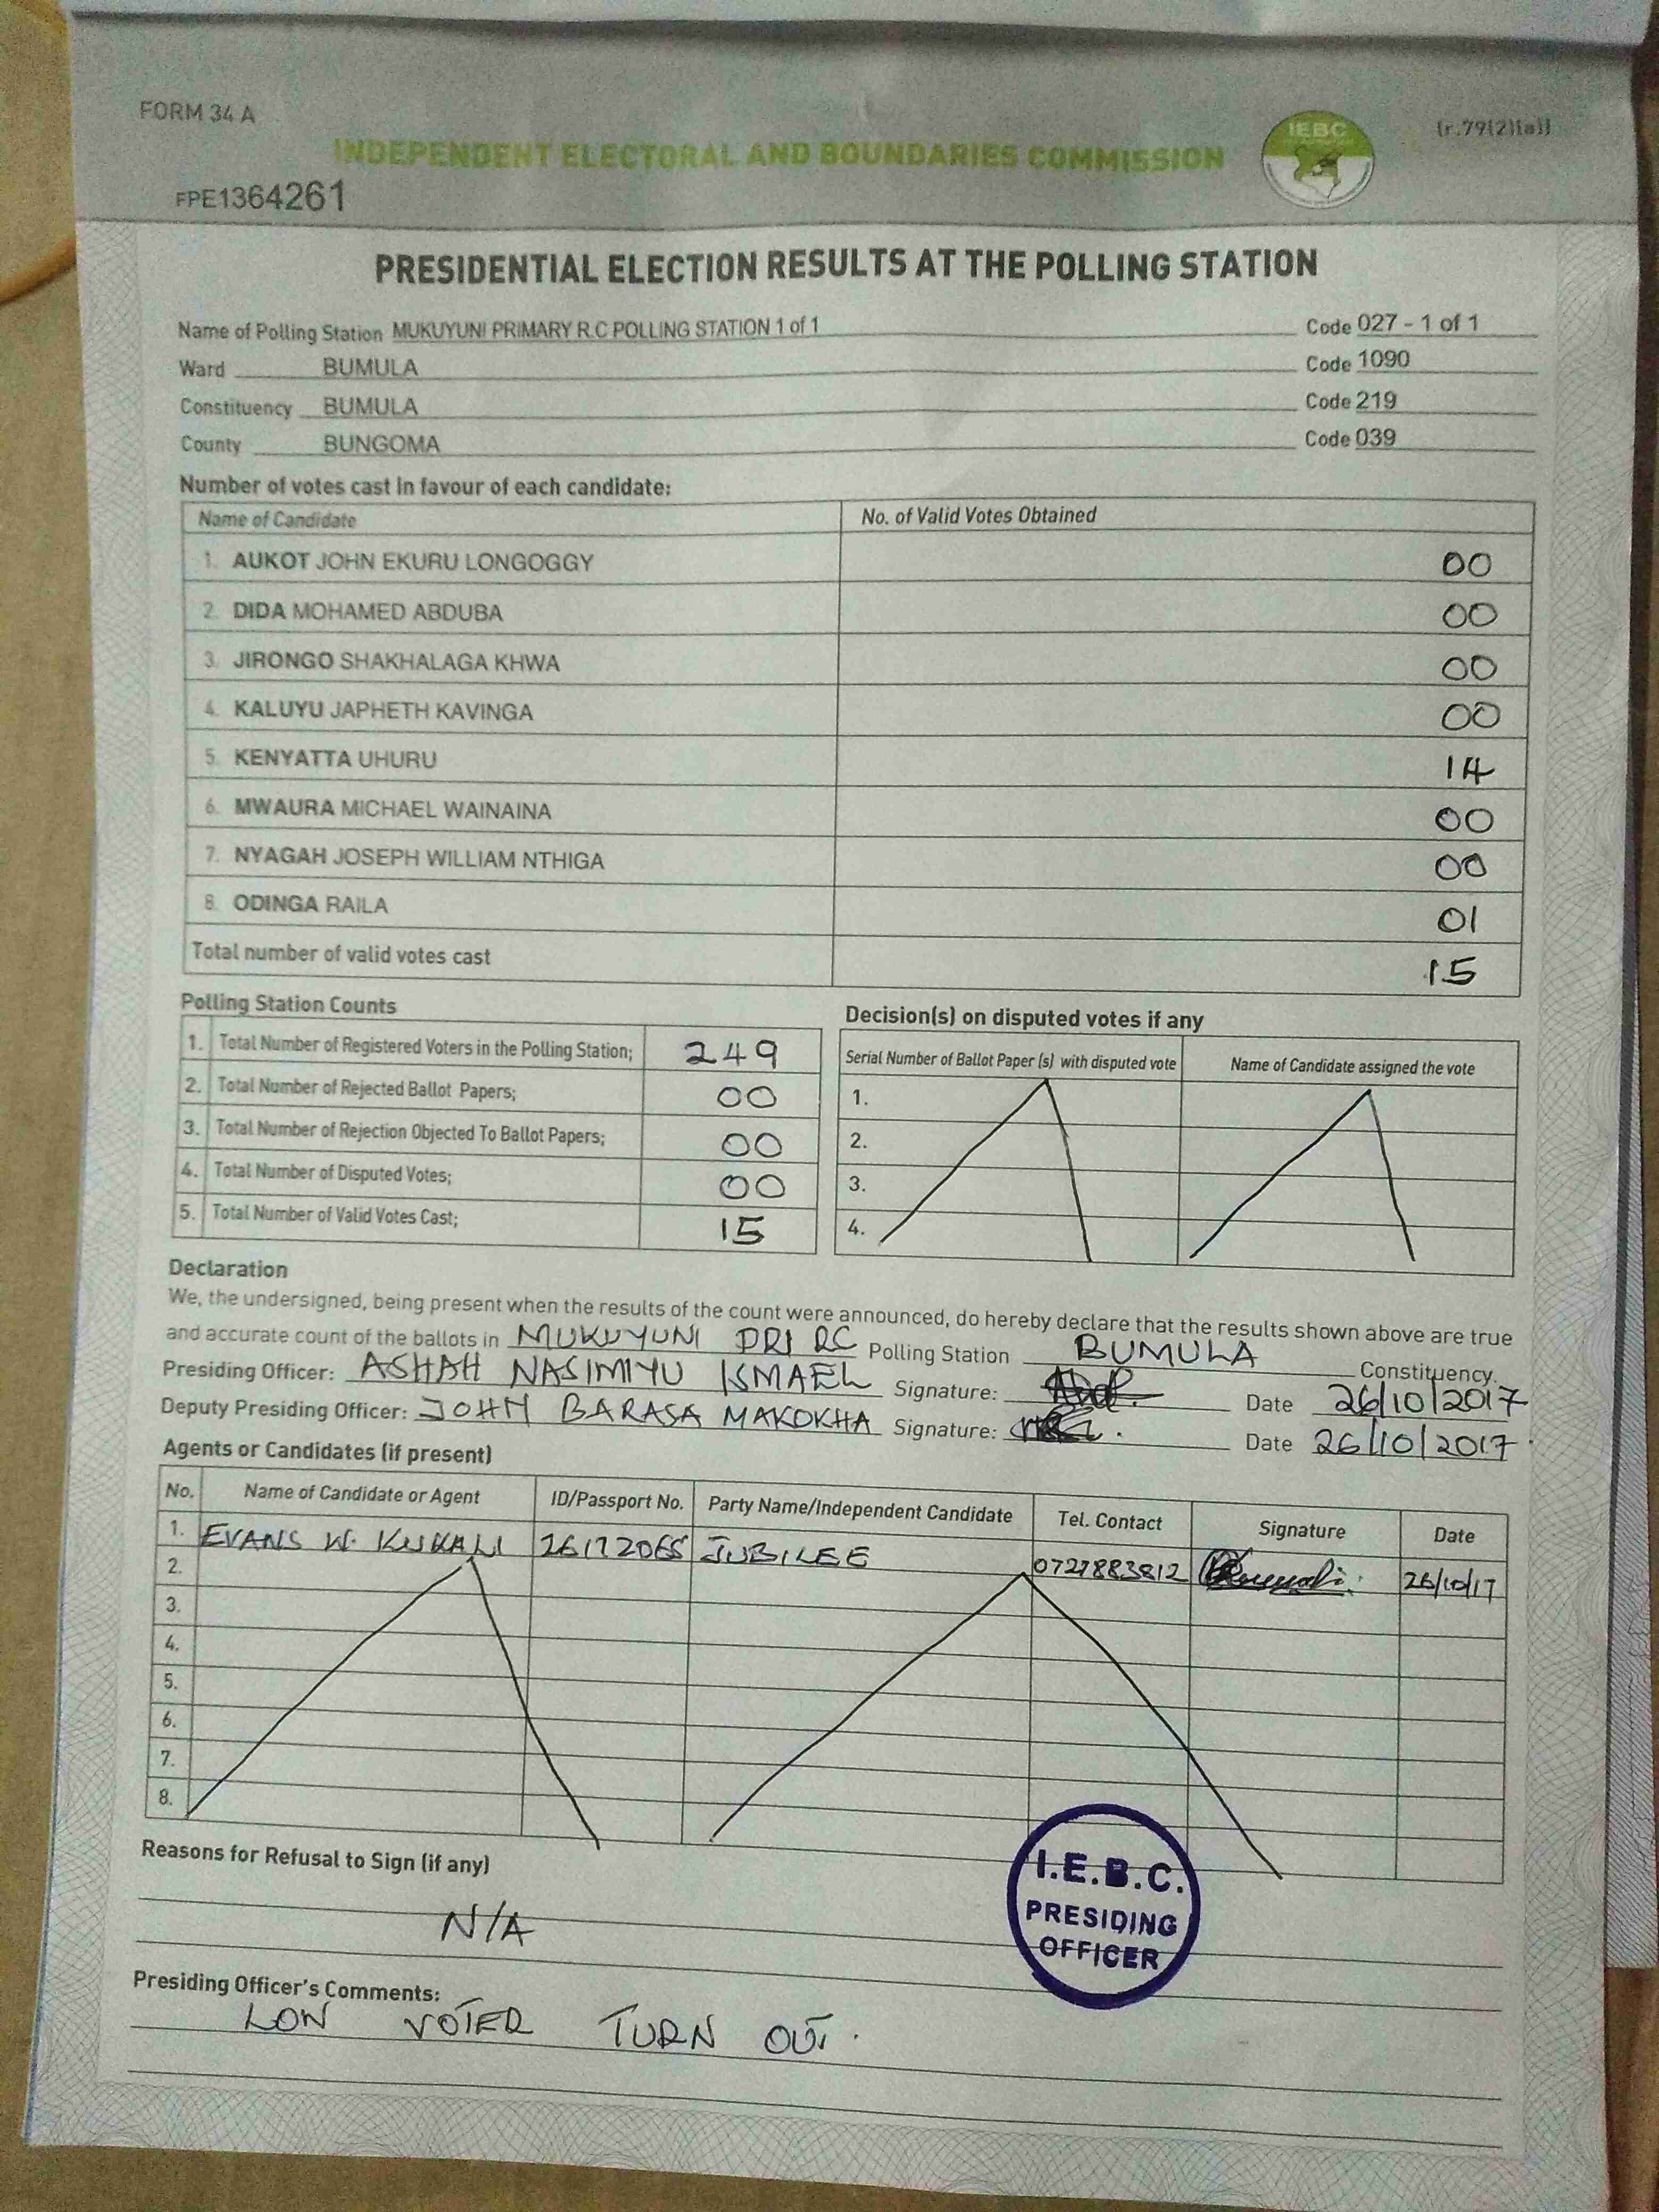 FORM 34 A
(r.79(2)(a))
INDEPENDENT ELECTORAL AND BOUNDARIES COMMISSION
IEBC
FPE1364261
PRESIDENTIAL ELECTION RESULTS AT THE POLLING STATION
Name of Polling Station MUKUYUNI PRIMARY R.C POLLING STATION 1 of 1 Code 027 - 1 of 1
Ward BUMULA Code 1090
Constituency BUMULA Code 219
County BUNGOMA Code 039
Number of votes cast in favour of each candidate:
Name of Candidate No. of Valid Votes Obtained
1. AUKOT JOHN EKURU LONGOGGY 00
2. DIDA MOHAMED ABDUBA 00
3. JIRONGO SHAKHALAGA KHWA 00
4. KALUYU JAPHETH KAVINGA 00
5. KENYATTA UHURU 14
6. MWAURA MICHAEL WAINAINA 00
7. NYAGAH JOSEPH WILLIAM NTHIGA 00
8. ODINGA RAILA 01
Total number of valid votes cast 15
Polling Station Counts
1. Total Number of Registered Voters in the Polling Station; 249
2. Total Number of Rejected Ballot Papers; 00
3. Total Number of Rejection Objected To Ballot Papers; 00
4. Total Number of Disputed Votes; 00
5. Total Number of Valid Votes Cast; 15
Decision(s) on disputed votes if any
Serial Number of Ballot Paper (s) with disputed vote Name of Candidate assigned the vote
1.
2.
3.
4.
Declaration
We, the undersigned, being present when the results of the count were announced, do hereby declare that the results shown above are true
and accurate count of the ballots in MUKUYUNI PRI RC Polling Station BUMULA Constituency.
Presiding Officer: ASHAH NASIMIYU ISMAEL Signature: Date 26/10/2017
Deputy Presiding Officer: JOHN BARASA MAKOKHA Signature: Date 26/10/2017
Agents or Candidates (if present)
No. Name of Candidate or Agent ID/Passport No. Party Name/Independent Candidate Tel. Contact Signature Date
1. EVANS W. 26172065 JUBILEE 0727883812 26/10/17
2.
3.
4.
5.
6.
7.
8.
Reasons for Refusal to Sign (if any)
N/A
I.E.B.C.
PRESIDING
OFFICER
Presiding Officer's Comments:
LOW VOTER TURN OUT.